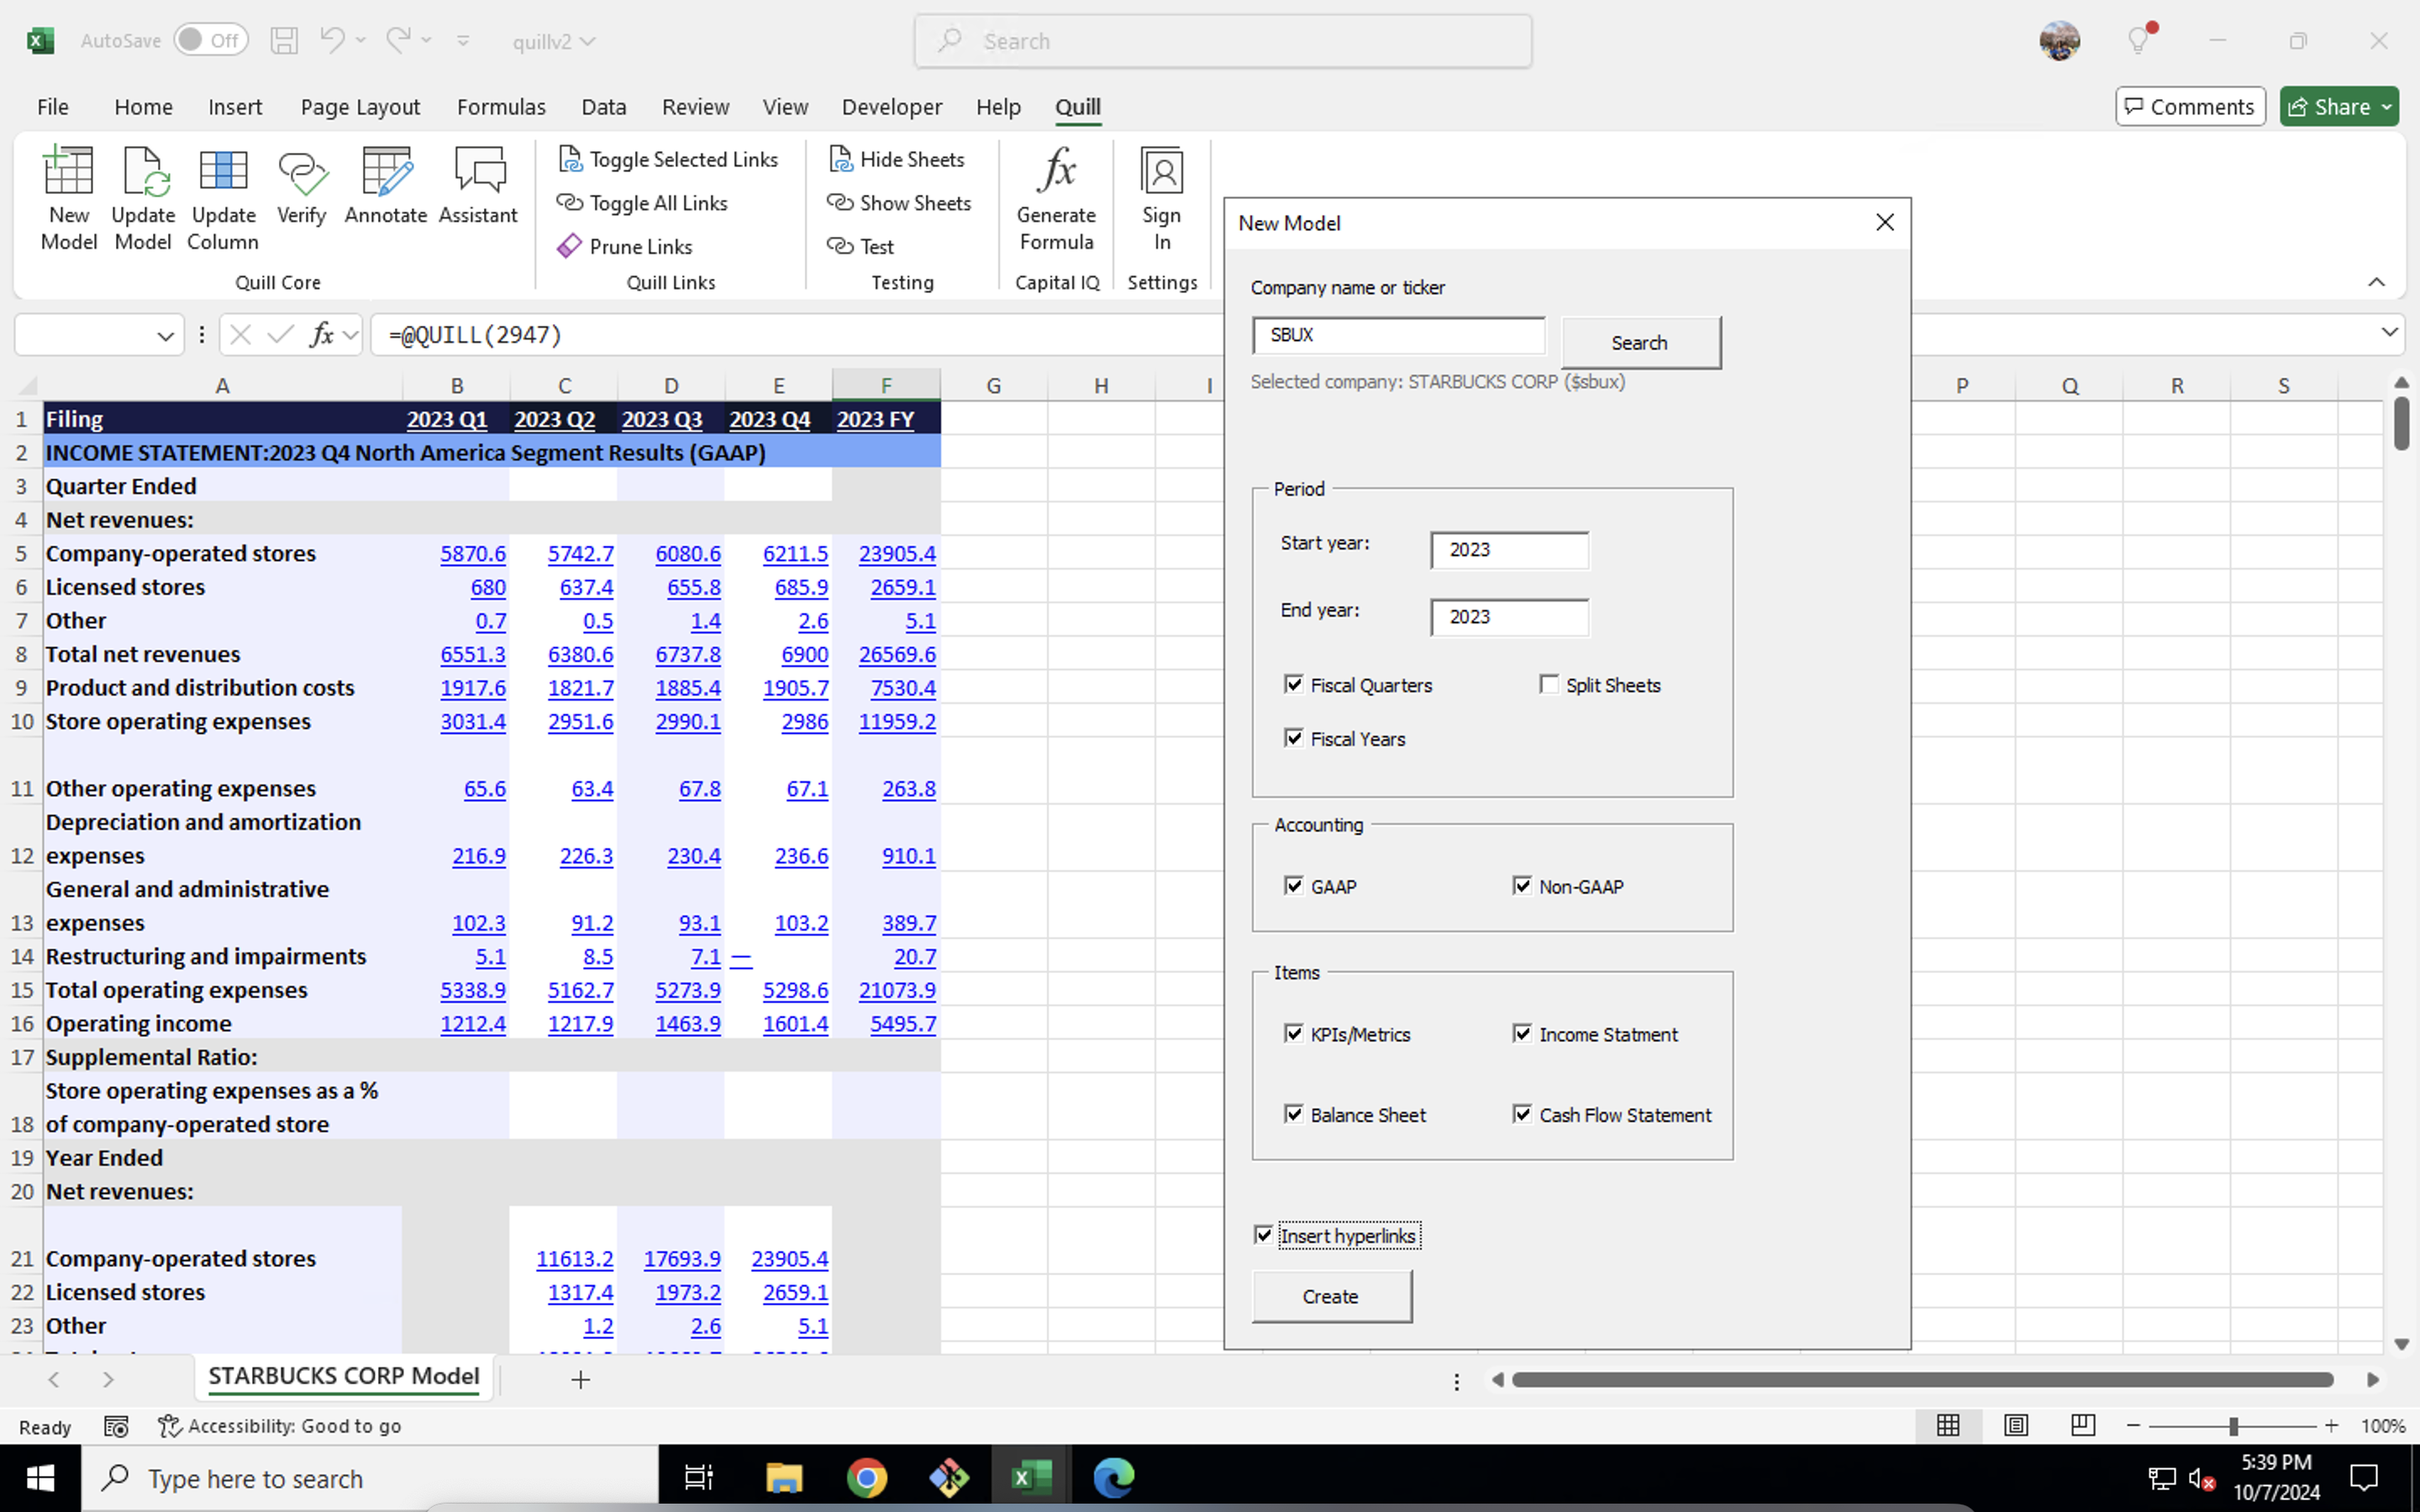 AutoSave Off quillv2 Search
File Home Insert Page Layout Formulas Data Review View Developer Help Quill Comments Share
New Model
Update Model
Update Column
Verify
Annotate
Assistant
Quill Core
Toggle Selected Links
Toggle All Links
Prune Links
Quill Links
Hide Sheets
Show Sheets
Test
Testing
fx
Generate Formula
Capital IQ
Sign In
Settings
fx =@QUILL(2947)
A B C D E F G H I P Q R S
1 Filing 2023 Q1 2023 Q2 2023 Q3 2023 Q4 2023 FY
2 INCOME STATEMENT:2023 Q4 North America Segment Results (GAAP)
3 Quarter Ended
4 Net revenues:
5 Company-operated stores 5870.6 5742.7 6080.6 6211.5 23905.4
6 Licensed stores 680 637.4 655.8 685.9 2659.1
7 Other 0.7 0.5 1.4 2.6 5.1
8 Total net revenues 6551.3 6380.6 6737.8 6900 26569.6
9 Product and distribution costs 1917.6 1821.7 1885.4 1905.7 7530.4
10 Store operating expenses 3031.4 2951.6 2990.1 2986 11959.2
11 Other operating expenses 65.6 63.4 67.8 67.1 263.8
Depreciation and amortization
12 expenses 216.9 226.3 230.4 236.6 910.1
General and administrative
13 expenses 102.3 91.2 93.1 103.2 389.7
14 Restructuring and impairments 5.1 8.5 7.1 — 20.7
15 Total operating expenses 5338.9 5162.7 5273.9 5298.6 21073.9
16 Operating income 1212.4 1217.9 1463.9 1601.4 5495.7
17 Supplemental Ratio:
Store operating expenses as a %
18 of company-operated store
19 Year Ended
20 Net revenues:
21 Company-operated stores 11613.2 17693.9 23905.4
22 Licensed stores 1317.4 1973.2 2659.1
23 Other 1.2 2.6 5.1
New Model
Company name or ticker
SBUX Search
Selected company: STARBUCKS CORP ($sbux)
Period
Start year: 2023
End year: 2023
Fiscal Quarters Split Sheets
Fiscal Years
Accounting
GAAP Non-GAAP
Items
KPIs/Metrics Income Statment
Balance Sheet Cash Flow Statement
Insert hyperlinks
Create
STARBUCKS CORP Model
Ready Accessibility: Good to go 100%
Type here to search
5:39 PM
10/7/2024